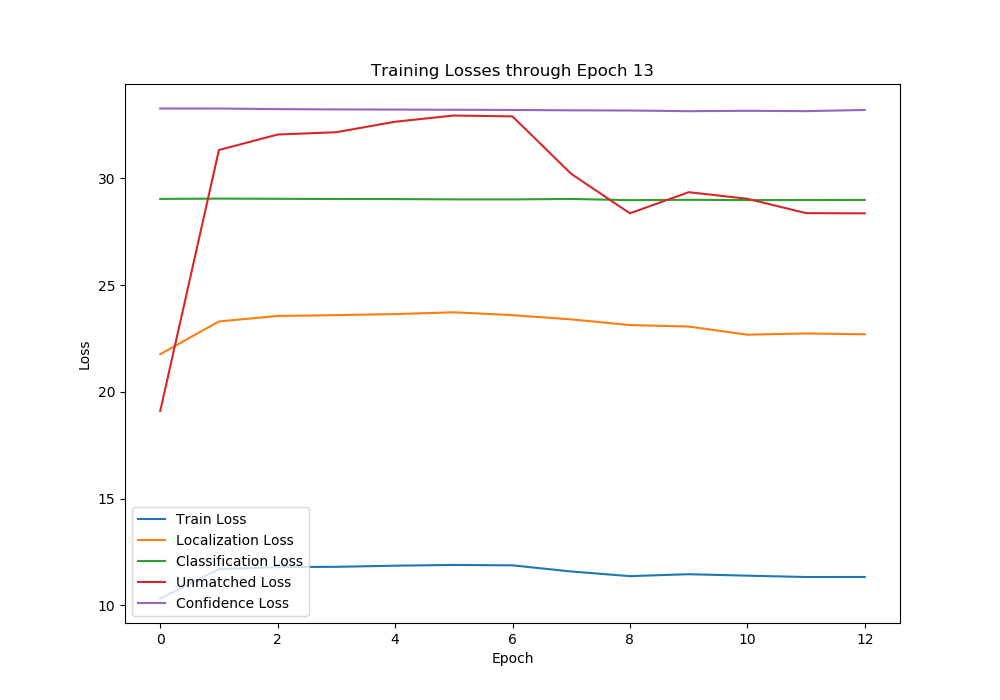 Training Losses through Epoch 13
Loss
30
25
20
15
10
Train Loss
Localization Loss
Classification Loss
Unmatched Loss
Confidence Loss
0 2 4 6 8 10 12
Epoch